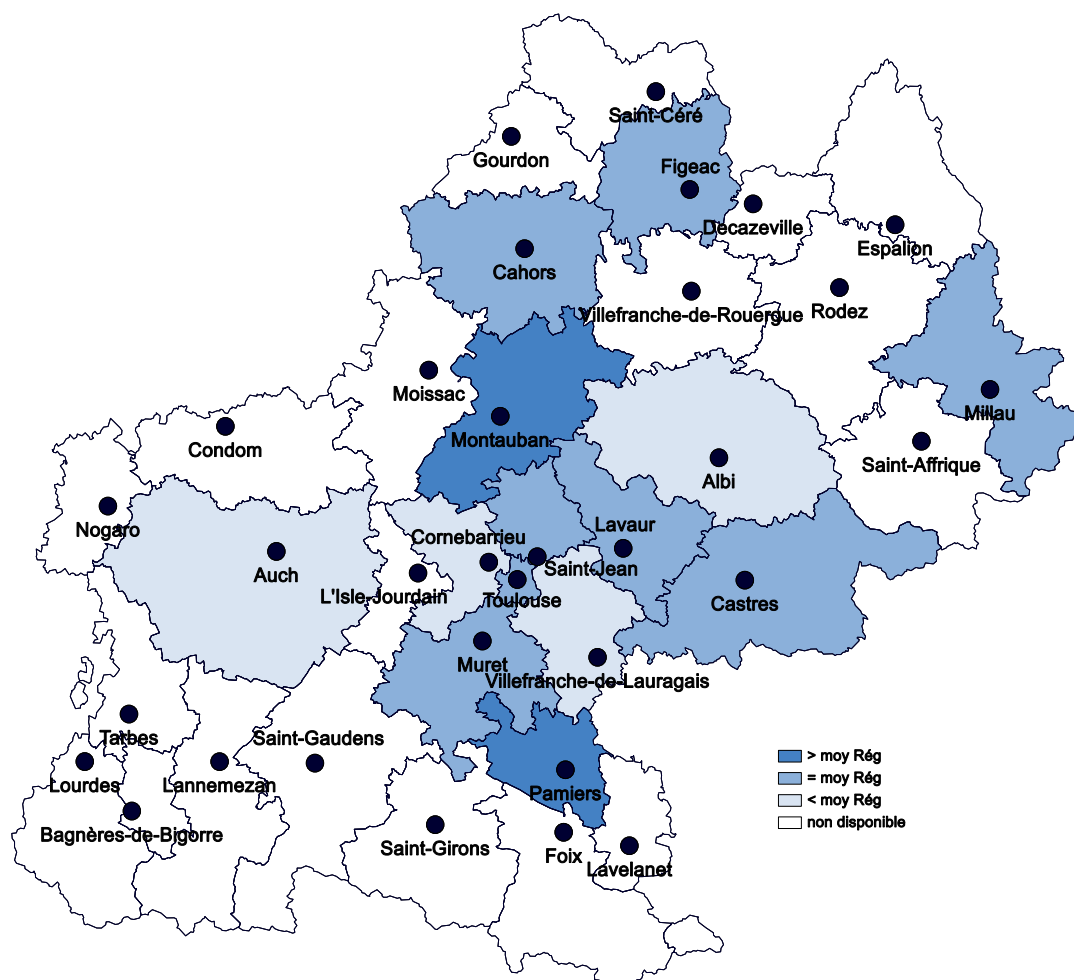 Saint-Céré
Gourdon
Figeac
Decazeville
Espalion
Cahors
Villefranche-de-Rouergue
Rodez
Moissac
Millau
Montauban
Condom
Albi
Saint-Affrique
Nogaro
Cornebarrieu
Lavaur
Saint-Jean
Auch
L'Isle-Jourdain
Toulouse
Castres
Muret
Villefranche-de-Lauragais
Tarbes
Saint-Gaudens
Lourdes
Lannemezan
Pamiers
Bagnères-de-Bigorre
Saint-Girons
Foix
Lavelanet
> moy Rég
= moy Rég
< moy Rég
non disponible